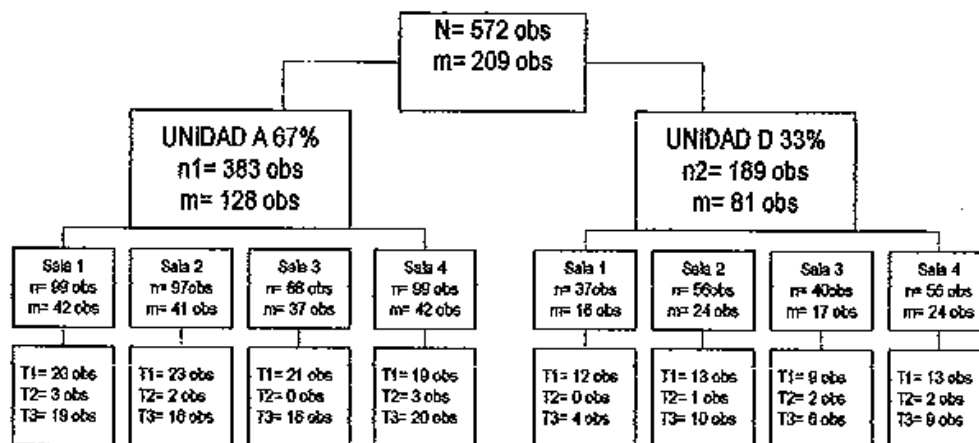 N= 572 obs
m= 209 obs
UNIDAD A 67%
n1= 383 obs
m= 128 obs
UNIDAD D 33%
n2= 189 obs
m= 81 obs
Sala 1
n= 99 obs
m= 42 obs
Sala 2
n= 97obs
m= 41 obs
Sala 3
n= 88 obs
m= 37 obs
Sala 4
n= 99 obs
m= 42 obs
Sala 1
n= 37obs
m= 16 obs
Sala 2
n= 56obs
m= 24 obs
Sala 3
n= 40obs
m= 17 obs
Sala 4
n= 56 obs
m= 24 obs
T1= 20 obs
T2= 3 obs
T3= 19 obs
T1= 23 obs
T2= 2 obs
T3= 16 obs
T1= 21 obs
T2= 0 obs
T3= 16 obs
T1= 19 obs
T2= 3 obs
T3= 20 obs
T1= 12 obs
T2= 0 obs
T3= 4 obs
T1= 13 obs
T2= 1 obs
T3= 10 obs
T1= 9 obs
T2= 2 obs
T3= 6 obs
T1= 13 obs
T2= 2 obs
T3= 9 obs